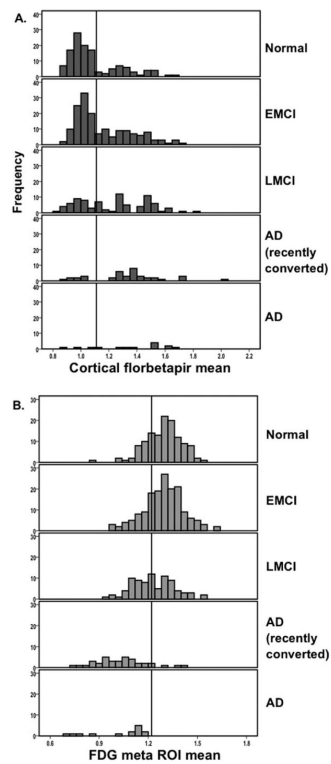 A.
Normal
40
30
20
10
0
EMCI
40
30
20
10
0
LMCI
40
30
20
10
0
AD
(recently
converted)
40
30
20
10
0
AD
40
30
20
10
0
Frequency
0.8 1.0 1.2 1.4 1.6 1.8 2.0 2.2
Cortical florbetapir mean
B.
Normal
30
20
10
0
EMCI
30
20
10
0
LMCI
30
20
10
0
AD
(recently
converted)
30
20
10
0
AD
30
20
10
0
0.6 0.9 1.2 1.5 1.8
FDG meta ROI mean